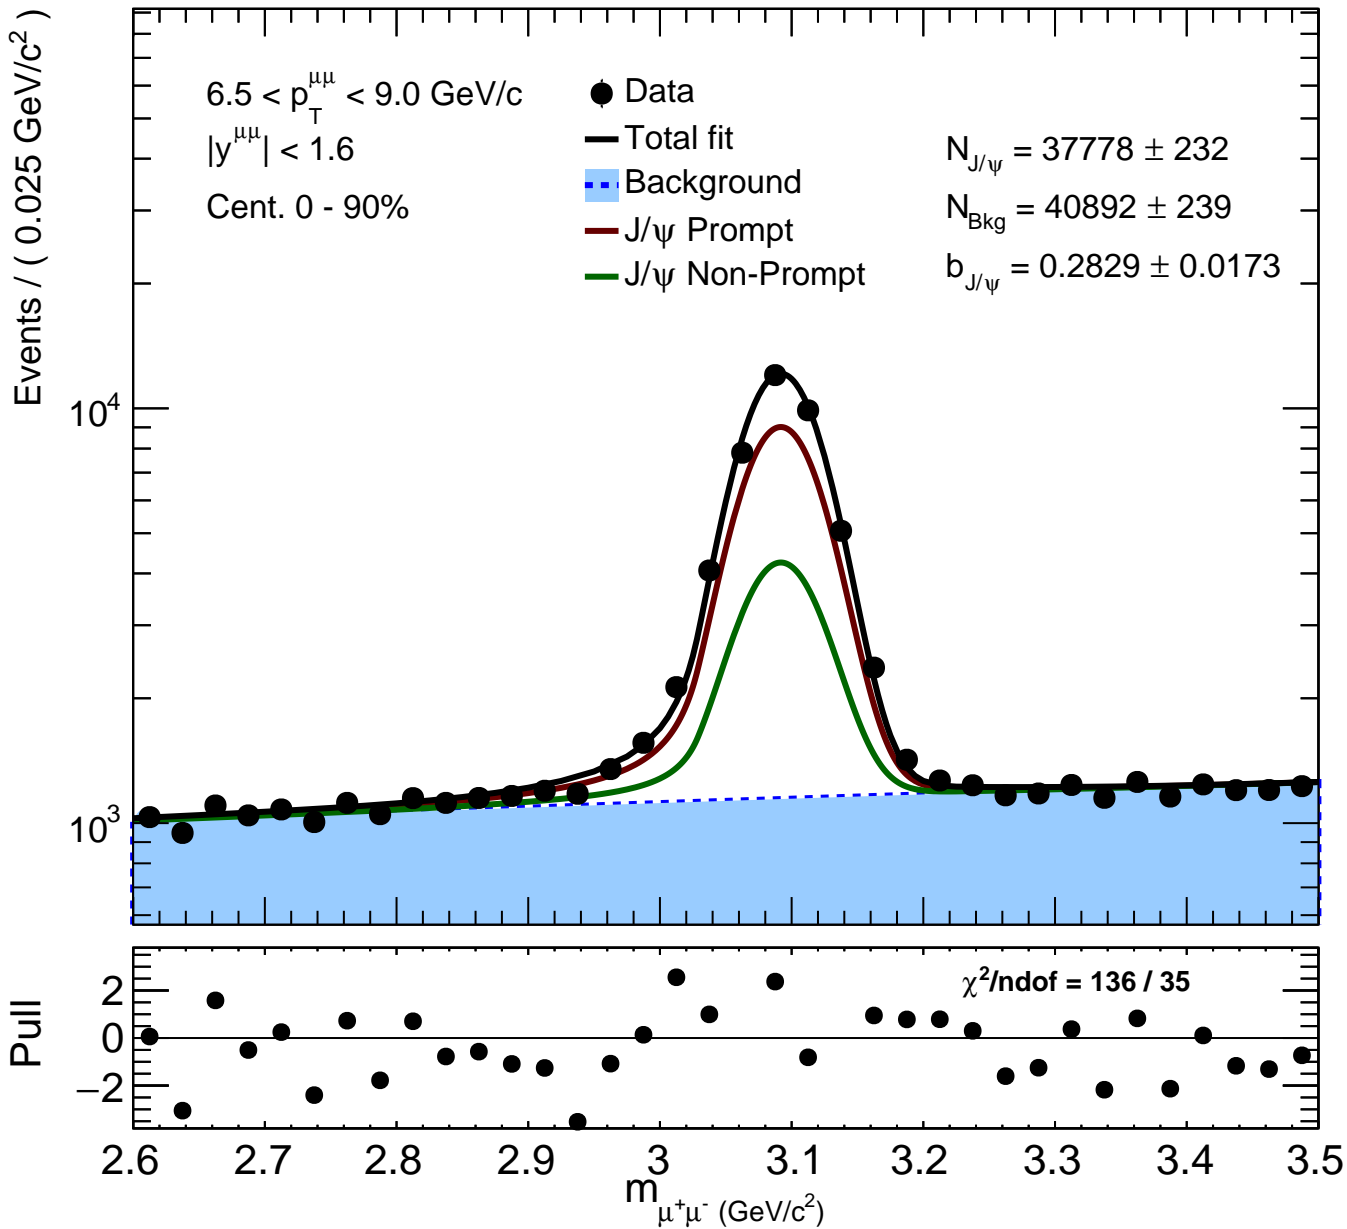 Events / ( 0.025 GeV/c²)
6.5 < p_T^μμ < 9.0 GeV/c
|y^μμ| < 1.6
Cent. 0 - 90%
Data
Total fit
Background
J/ψ Prompt
J/ψ Non-Prompt
N_J/ψ = 37778 ± 232
N_Bkg = 40892 ± 239
b_J/ψ = 0.2829 ± 0.0173
10⁴
10³
Pull
2
0
−2
χ²/ndof = 136 / 35
2.6 2.7 2.8 2.9 3 3.1 3.2 3.3 3.4 3.5
m_μ⁺μ⁻ (GeV/c²)